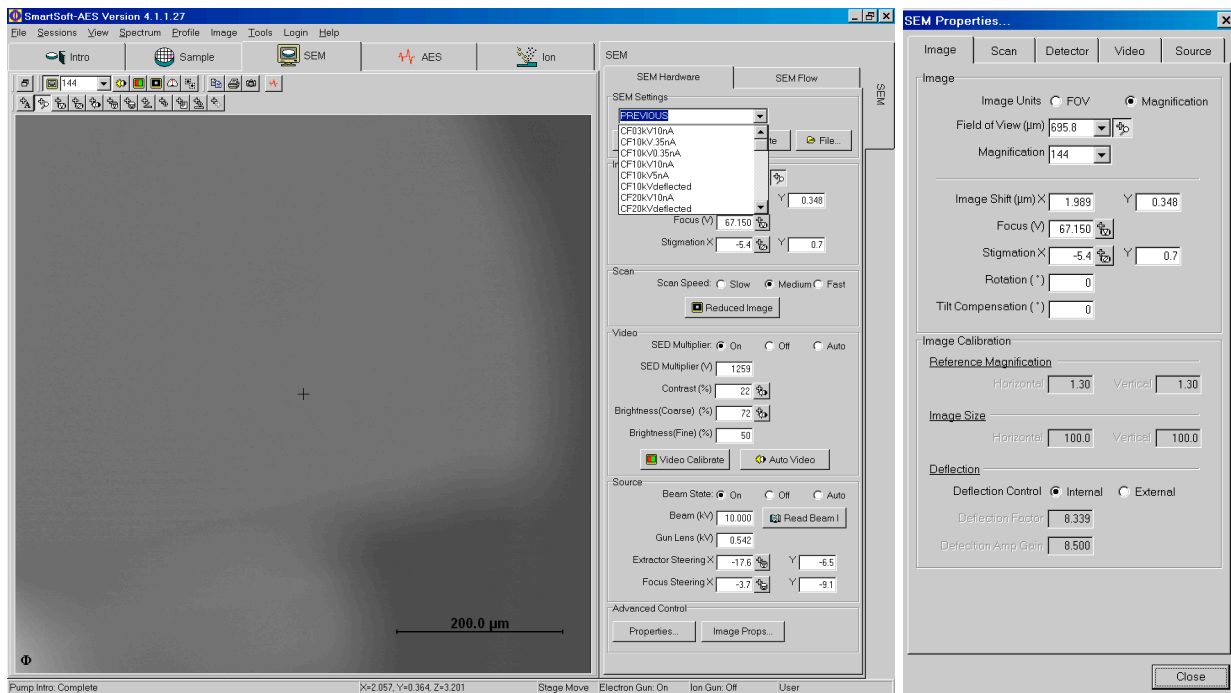 SmartSoft-AES Version 4.1.1.27
File Sessions View Spectrum Profile Image Tools Login Help
Intro Sample SEM AES Ion
144
200.0 µm
Φ
SEM
SEM Hardware SEM Flow
SEM
SEM Settings
PREVIOUS
CF03kV10nA
CF10kV.35nA
CF10kV0.35nA
CF10kV10nA
CF10kV5nA
CF10kVdeflected
CF20kV10nA
CF20kVdeflected
File...
Y 0.348
Focus (V) 67.150
Stigmation X -5.4 Y 0.7
Scan
Scan Speed: Slow Medium Fast
Reduced Image
Video
SED Multiplier: On Off Auto
SED Multiplier (V) 1259
Contrast (%) 22
Brightness(Coarse) (%) 72
Brightness(Fine) (%) 50
Video Calibrate Auto Video
Source
Beam State: On Off Auto
Beam (kV) 10.000 Read Beam I
Gun Lens (kV) 0.542
Extractor Steering X -17.6 Y -6.5
Focus Steering X -3.7 Y -9.1
Advanced Control
Properties... Image Props...
Pump Intro: Complete X=2.057, Y=0.364, Z=3.201 Stage Move Electron Gun: On Ion Gun: Off User
SEM Properties...
Image Scan Detector Video Source
Image
Image Units FOV Magnification
Field of View (µm) 695.8
Magnification 144
Image Shift (µm) X 1.989 Y 0.348
Focus (V) 67.150
Stigmation X -5.4 Y 0.7
Rotation (°) 0
Tilt Compensation (°) 0
Image Calibration
Reference Magnification
Horizontal 1.30 Vertical 1.30
Image Size
Horizontal 100.0 Vertical 100.0
Deflection
Deflection Control Internal External
Deflection Factor 8.339
Deflection Amp Gain 8.500
Close